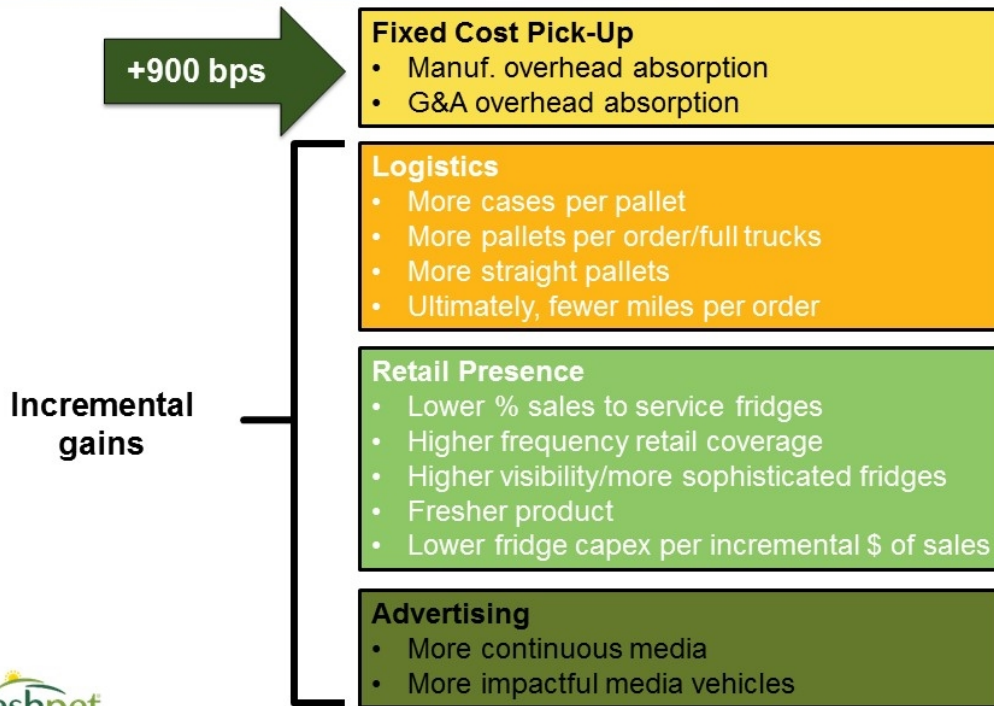 +900 bps
Fixed Cost Pick-Up
• Manuf. overhead absorption
• G&A overhead absorption
Logistics
• More cases per pallet
• More pallets per order/full trucks
• More straight pallets
• Ultimately, fewer miles per order
Incremental
gains
Retail Presence
• Lower % sales to service fridges
• Higher frequency retail coverage
• Higher visibility/more sophisticated fridges
• Fresher product
• Lower fridge capex per incremental $ of sales
Advertising
• More continuous media
• More impactful media vehicles